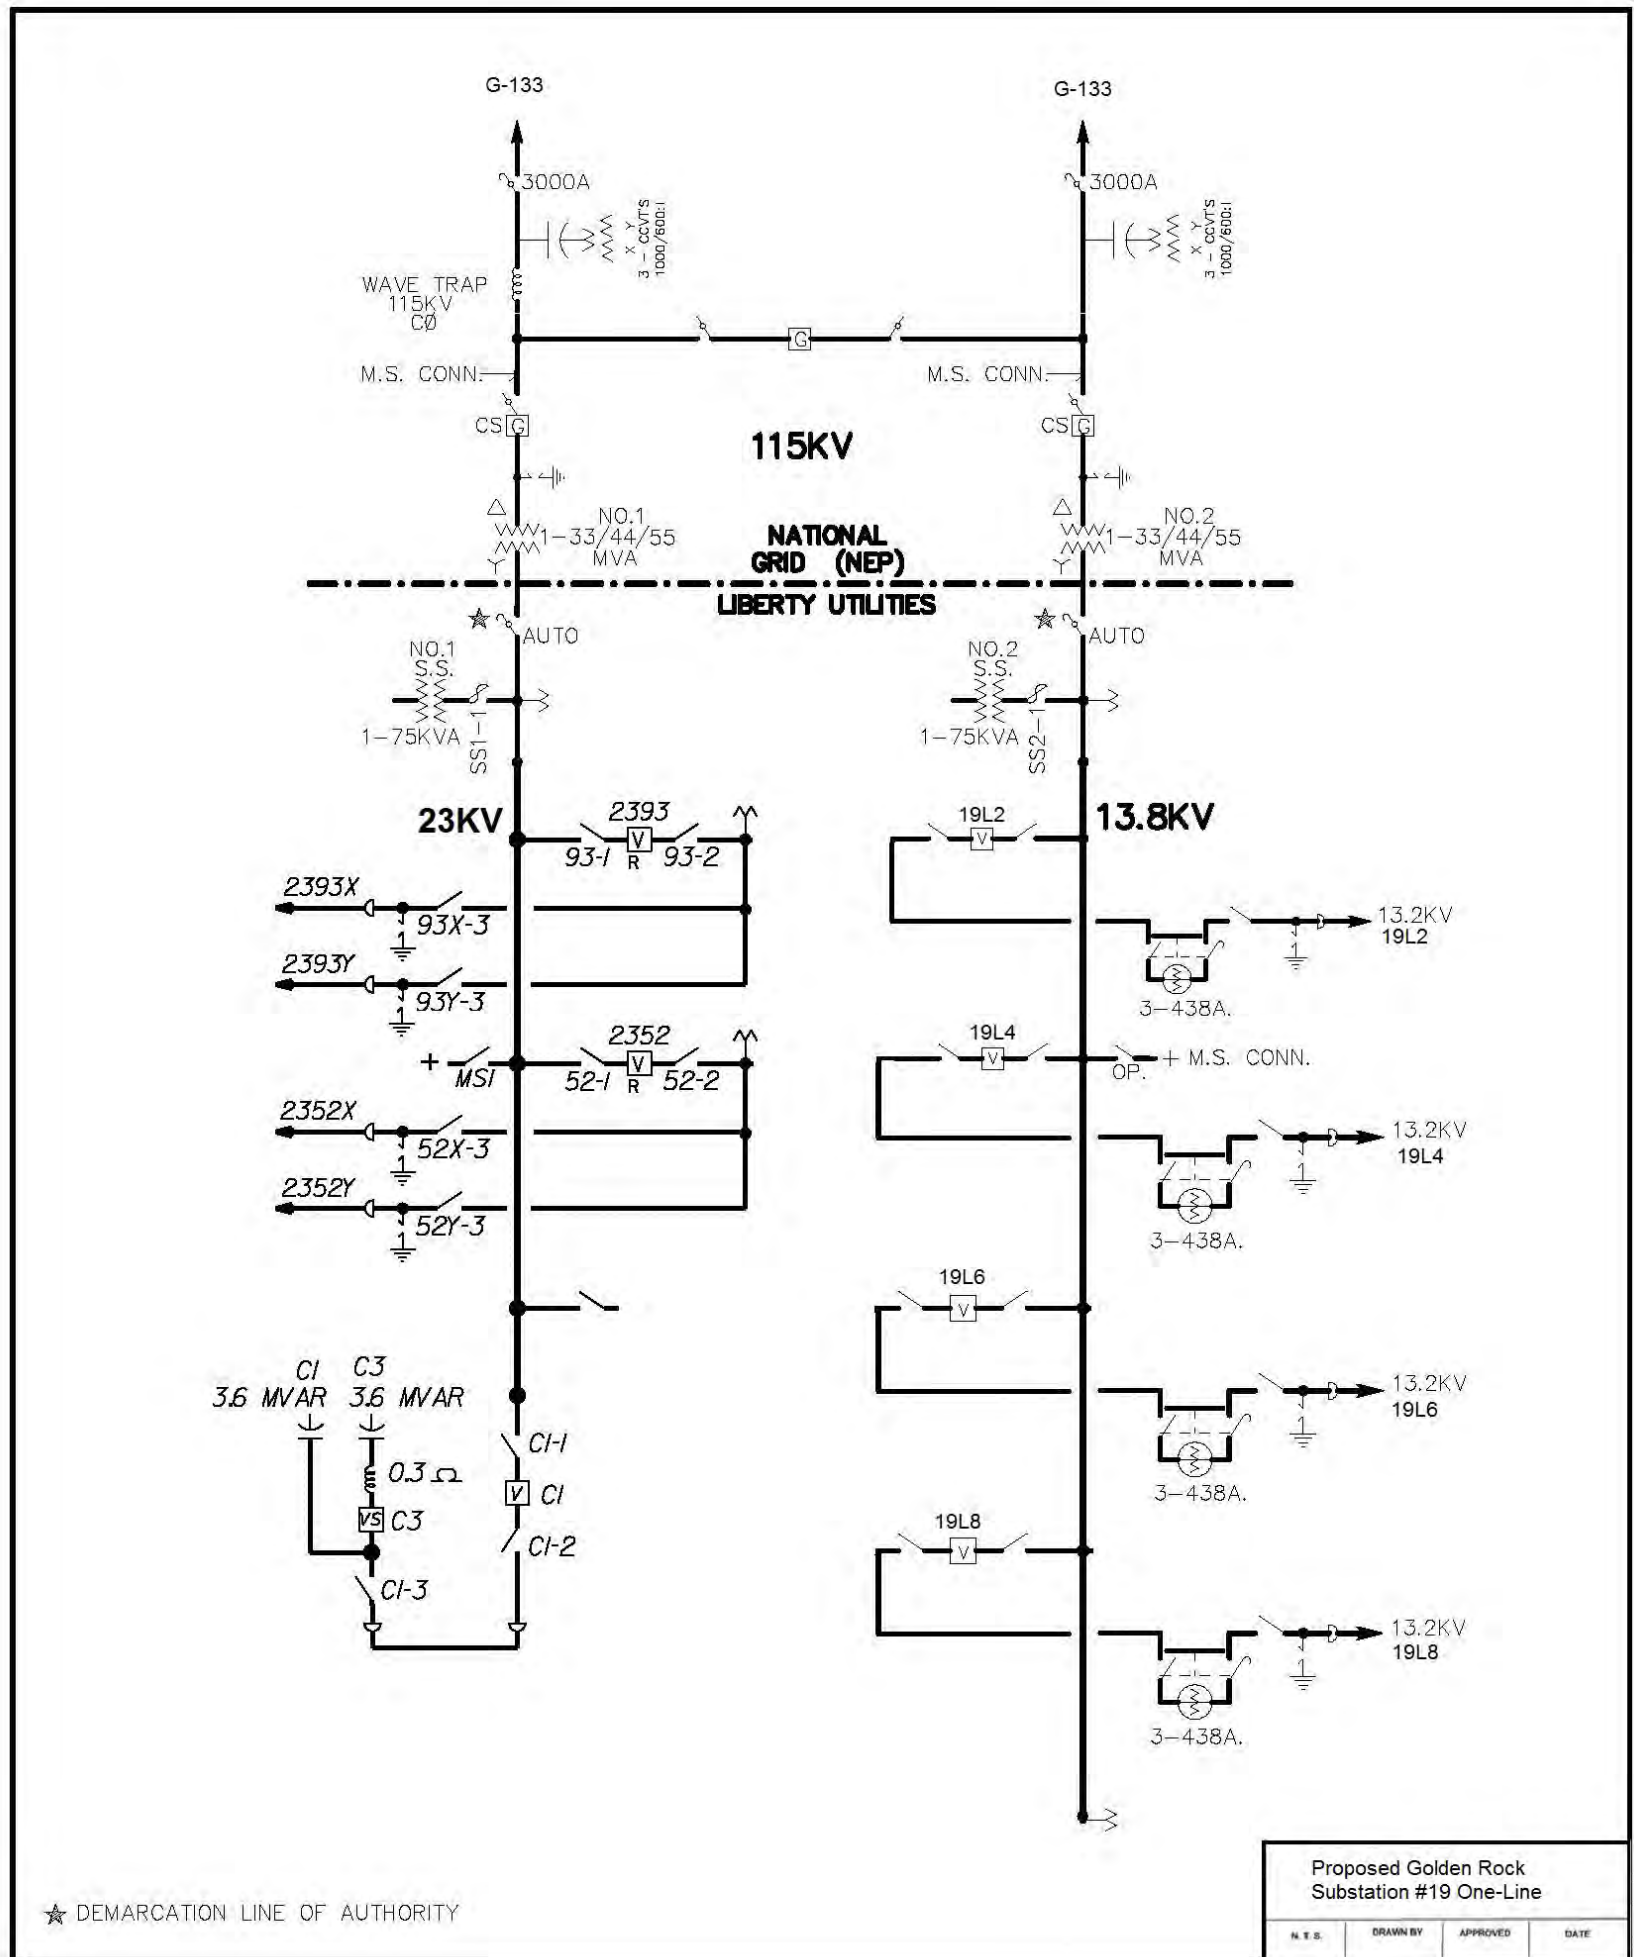 G-133
G-133
3000A
3000A
X Y
3 - CCVT'S
1000/600:1
X Y
3 - CCVT'S
1000/600:1
WAVE TRAP
115KV
CØ
G
M.S. CONN.
M.S. CONN.
CS G
CS G
115KV
NO.1
1-33/44/55
MVA
NO.2
1-33/44/55
MVA
NATIONAL
GRID (NEP)
LIBERTY UTILITIES
AUTO
AUTO
NO.1
S.S.
1-75KVA
SS1-1
NO.2
S.S.
1-75KVA
SS2-1
23KV
13.8KV
2393
V
93-1 R 93-2
2393X
93X-3
2393Y
93Y-3
2352
V
52-1 R 52-2
+ MS1
2352X
52X-3
2352Y
52Y-3
C1
3.6 MVAR
C3
3.6 MVAR
0.3 Ω
VS C3
C1-3
C1-1
V C1
C1-2
19L2
V
13.2KV
19L2
3-438A.
19L4
V
OP.
+ M.S. CONN.
13.2KV
19L4
3-438A.
19L6
V
13.2KV
19L6
3-438A.
19L8
V
13.2KV
19L8
3-438A.
DEMARCATION LINE OF AUTHORITY
Proposed Golden Rock
Substation #19 One-Line
N.T.S. DRAWN BY APPROVED DATE